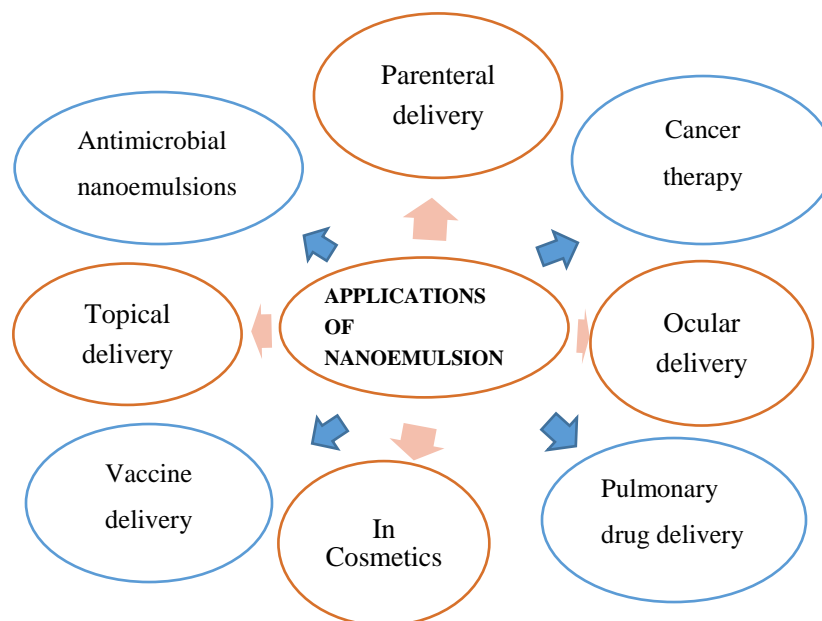 Parenteral
delivery
Antimicrobial
nanoemulsions
Cancer
therapy
Topical
delivery
APPLICATIONS
OF
NANOEMULSION
Ocular
delivery
Vaccine
delivery
In
Cosmetics
Pulmonary
drug delivery